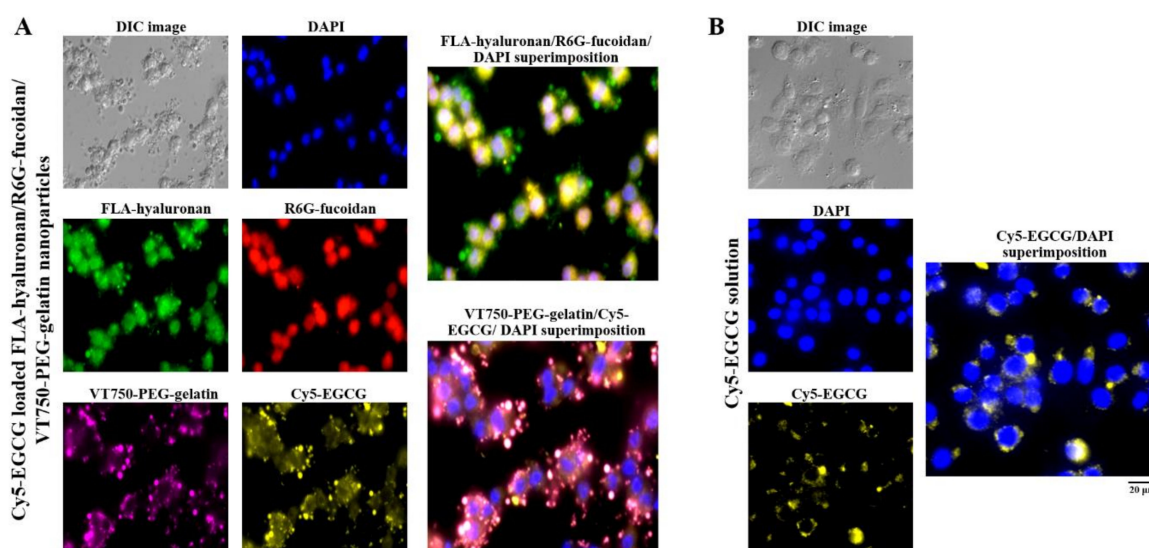 A
Cy5-EGCG loaded FLA-hyaluronan/R6G-fucoidan/
VT750-PEG-gelatin nanoparticles
DIC image
DAPI
FLA-hyaluronan/R6G-fucoidan/
DAPI superimposition
FLA-hyaluronan
R6G-fucoidan
VT750-PEG-gelatin/Cy5-
EGCG/ DAPI superimposition
VT750-PEG-gelatin
Cy5-EGCG
B
Cy5-EGCG solution
DIC image
DAPI
Cy5-EGCG/DAPI
superimposition
Cy5-EGCG
20